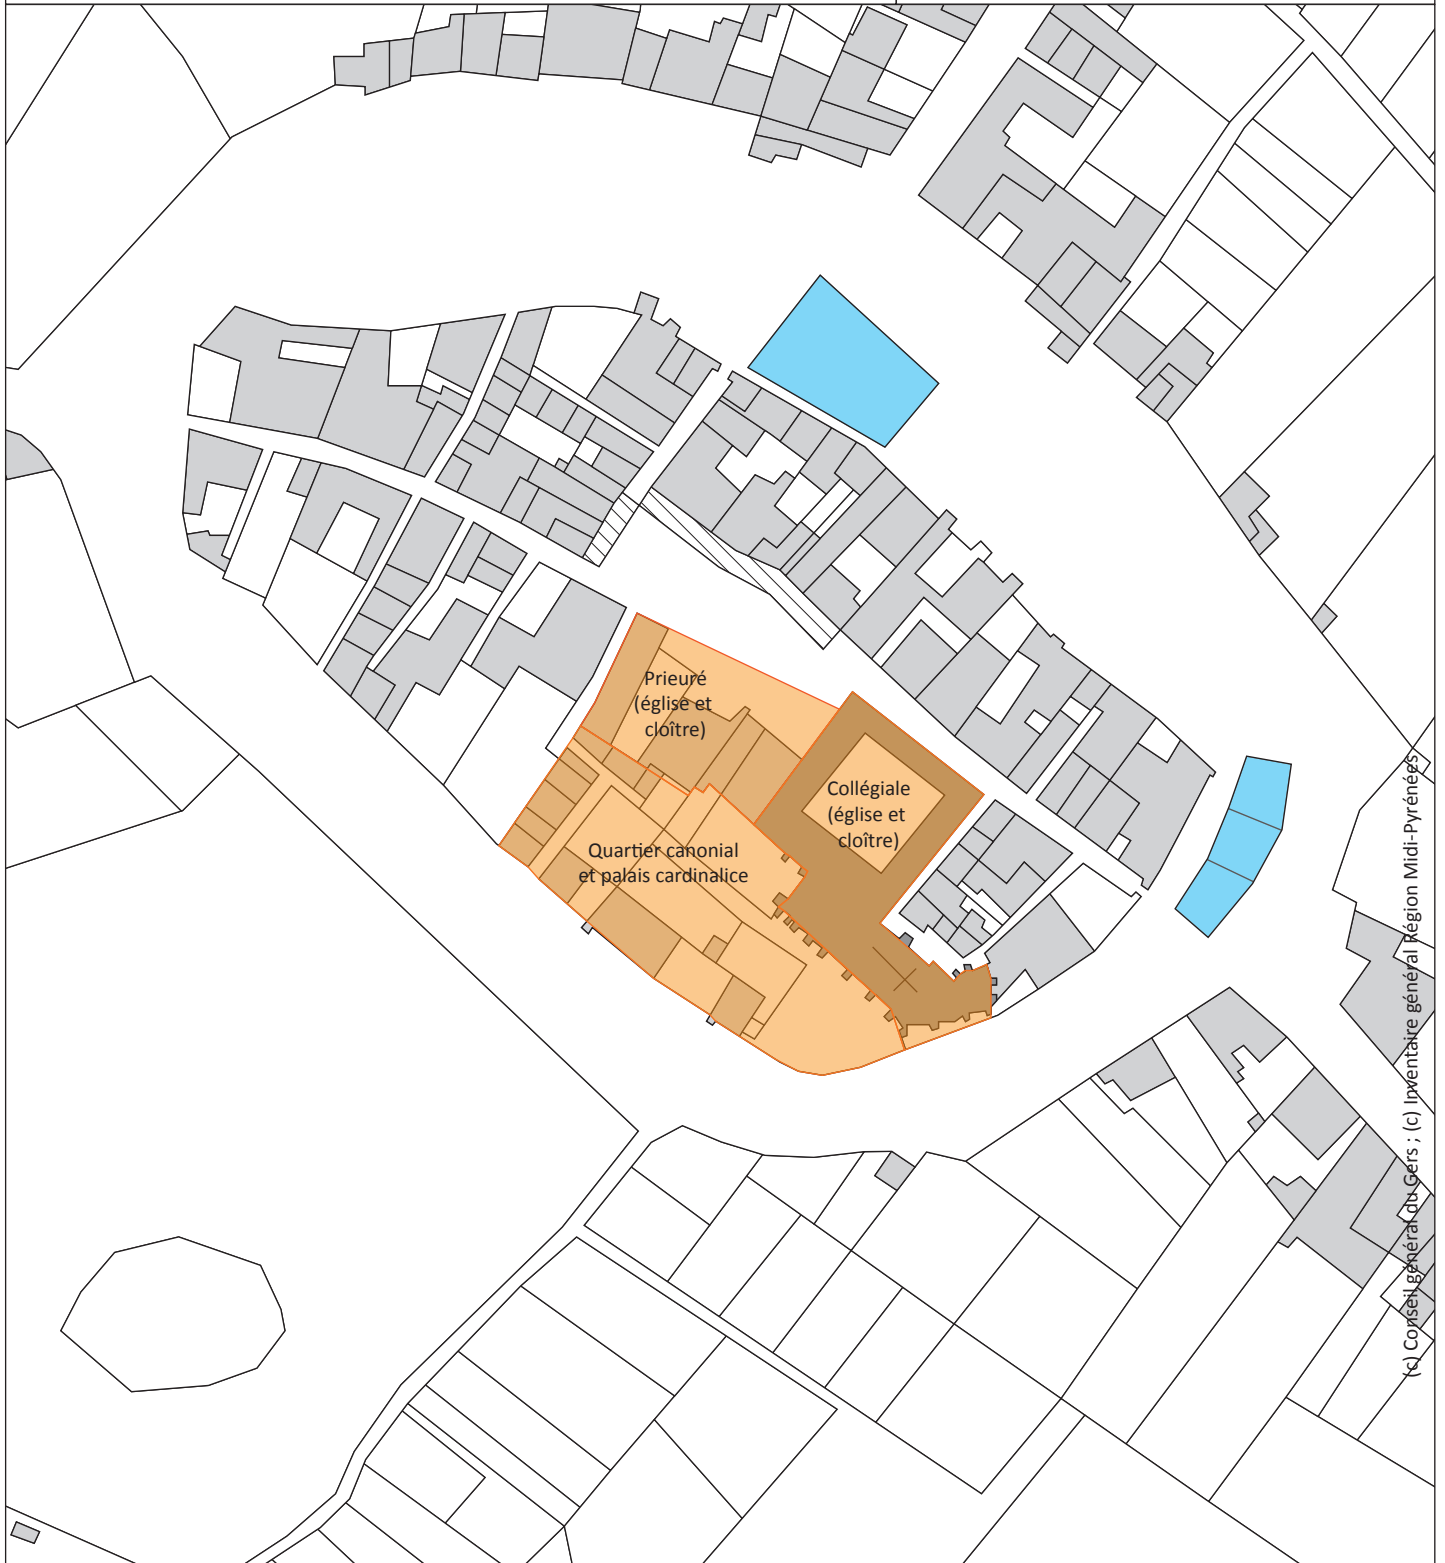 Prieuré
(église et
cloître)
Collégiale
(église et
cloître)
Quartier canonial
et palais cardinalice
(c) Conseil général du Gers ; (c) Inventaire général Région Midi-Pyrénées